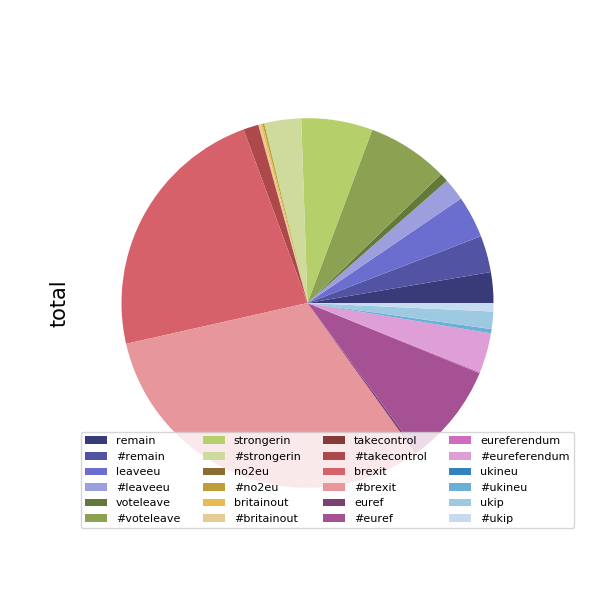 total
remain
#remain
leaveeu
#leaveeu
voteleave
#voteleave
strongerin
#strongerin
no2eu
#no2eu
britainout
#britainout
takecontrol
#takecontrol
brexit
#brexit
euref
#euref
eureferendum
#eureferendum
ukineu
#ukineu
ukip
#ukip